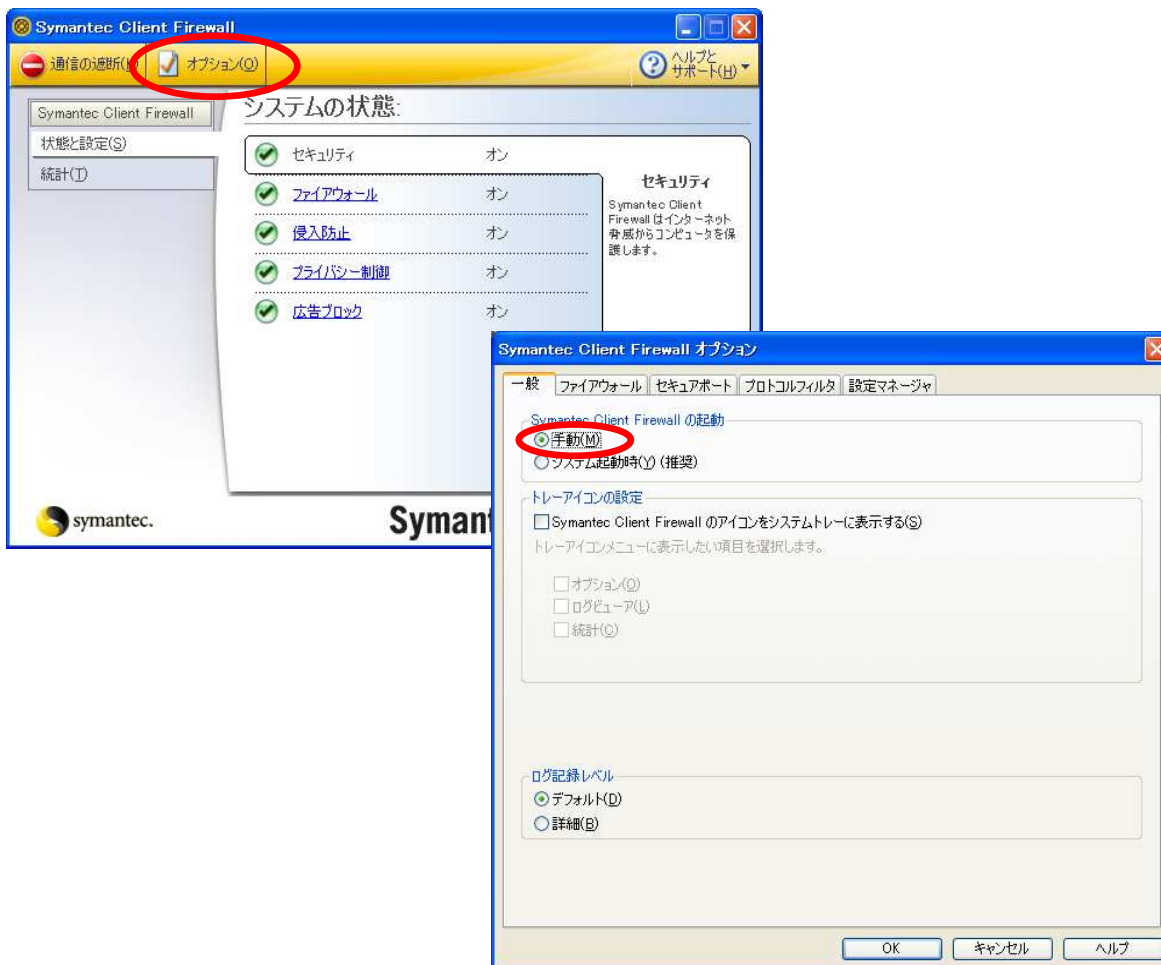 Symantec Client Firewall
通信の遮断(
オプション(O)
ヘルプと
サポート(H)
Symantec Client Firewall
状態と設定(S)
統計(T)
システムの状態:
セキュリティ オン
ファイアウォール オン
侵入防止 オン
プライバシー制御 オン
広告ブロック オン
セキュリティ
Symantec Client
Firewall はインターネット
脅威からコンピュータを保
護します。
symantec.
Syman
Symantec Client Firewall オプション
一般 ファイアウォール セキュアポート プロトコルフィルタ 設定マネージャ
Symantec Client Firewall の起動
手動(M)
システム起動時(Y) (推奨)
トレーアイコンの設定
Symantec Client Firewall のアイコンをシステムトレーに表示する(S)
トレーアイコンメニューに表示したい項目を選択します。
オプション(O)
ログビューア(L)
統計(C)
ログ記録レベル
デフォルト(D)
詳細(B)
OK キャンセル ヘルプ